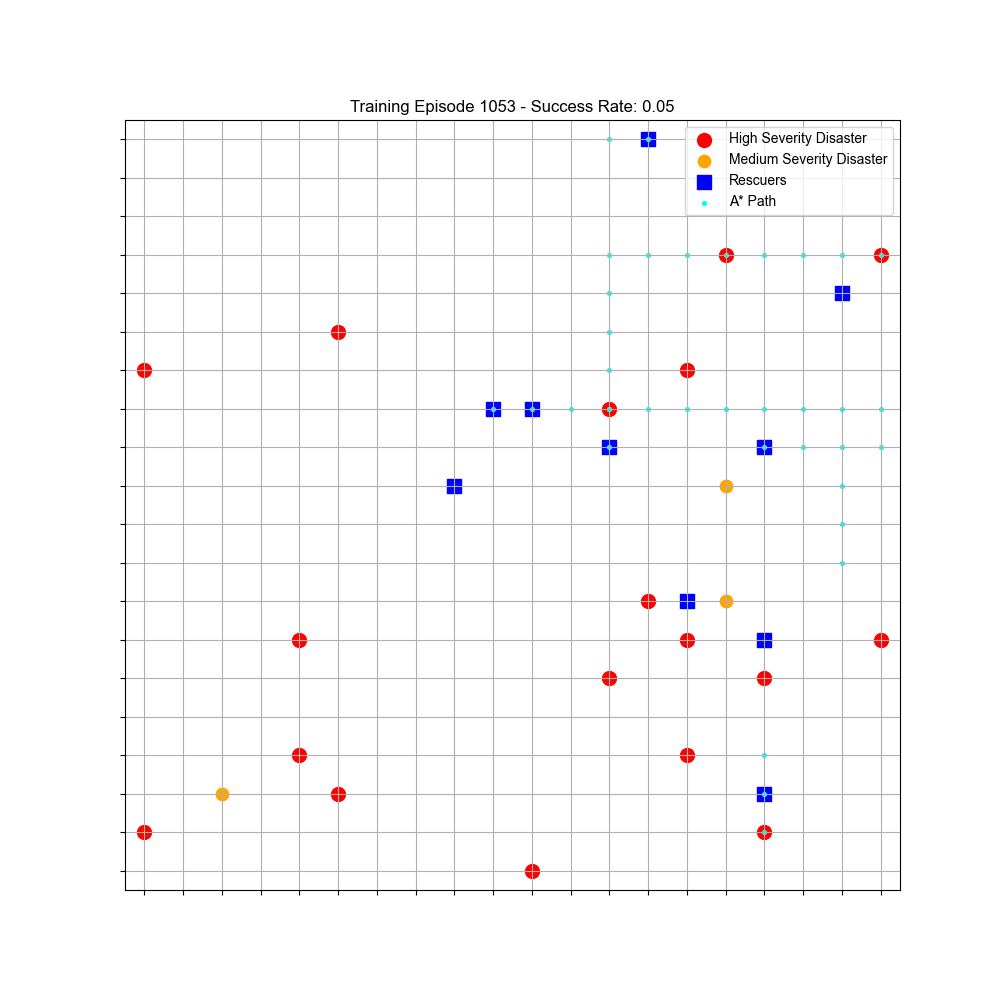 Training Episode 1053 - Success Rate: 0.05
High Severity Disaster
Medium Severity Disaster
Rescuers
A* Path